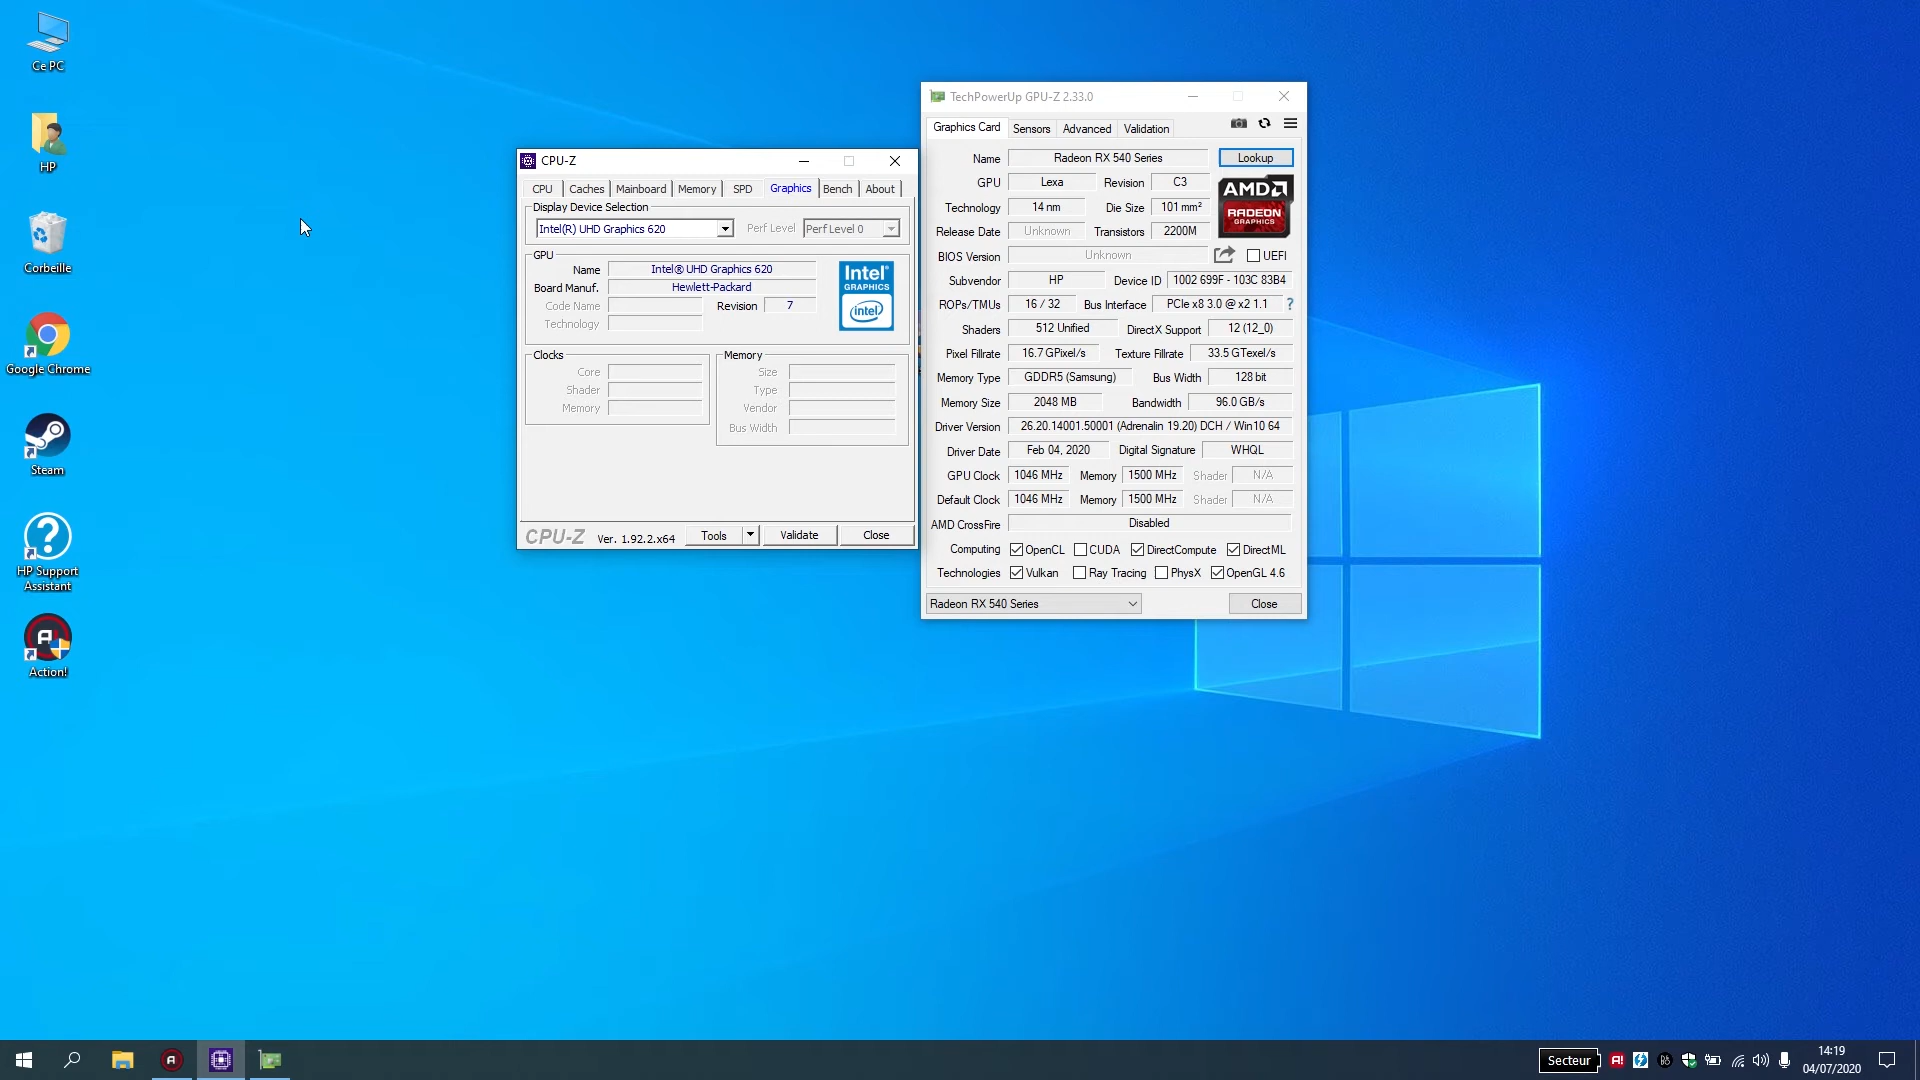 Ce PC
HP
Corbeille
Google Chrome
Steam
HP Support
Assistant
Action!
CPU-Z
CPU Caches Mainboard Memory SPD Graphics Bench About
Display Device Selection
Intel(R) UHD Graphics 620 Perf Level Perf Level 0
GPU
Name Intel® UHD Graphics 620
Board Manuf. Hewlett-Packard
Code Name Revision 7
Technology
intel GRAPHICS
intel
Clocks
Core
Shader
Memory
Memory
Size
Type
Vendor
Bus Width
CPU-Z Ver. 1.92.2.x64 Tools Validate Close
TechPowerUp GPU-Z 2.33.0
Graphics Card Sensors Advanced Validation
Name Radeon RX 540 Series Lookup
GPU Lexa Revision C3
AMD
RADEON
GRAPHICS
Technology 14 nm Die Size 101 mm²
Release Date Unknown Transistors 2200M
BIOS Version Unknown UEFI
Subvendor HP Device ID 1002 699F - 103C 83B4
ROPs/TMUs 16 / 32 Bus Interface PCIe x8 3.0 @ x2 1.1 ?
Shaders 512 Unified DirectX Support 12 (12_0)
Pixel Fillrate 16.7 GPixel/s Texture Fillrate 33.5 GTexel/s
Memory Type GDDR5 (Samsung) Bus Width 128 bit
Memory Size 2048 MB Bandwidth 96.0 GB/s
Driver Version 26.20.14001.50001 (Adrenalin 19.20) DCH / Win10 64
Driver Date Feb 04, 2020 Digital Signature WHQL
GPU Clock 1046 MHz Memory 1500 MHz Shader N/A
Default Clock 1046 MHz Memory 1500 MHz Shader N/A
AMD CrossFire Disabled
Computing OpenCL CUDA DirectCompute DirectML
Technologies Vulkan Ray Tracing PhysX OpenGL 4.6
Radeon RX 540 Series Close
Secteur
14:19
04/07/2020